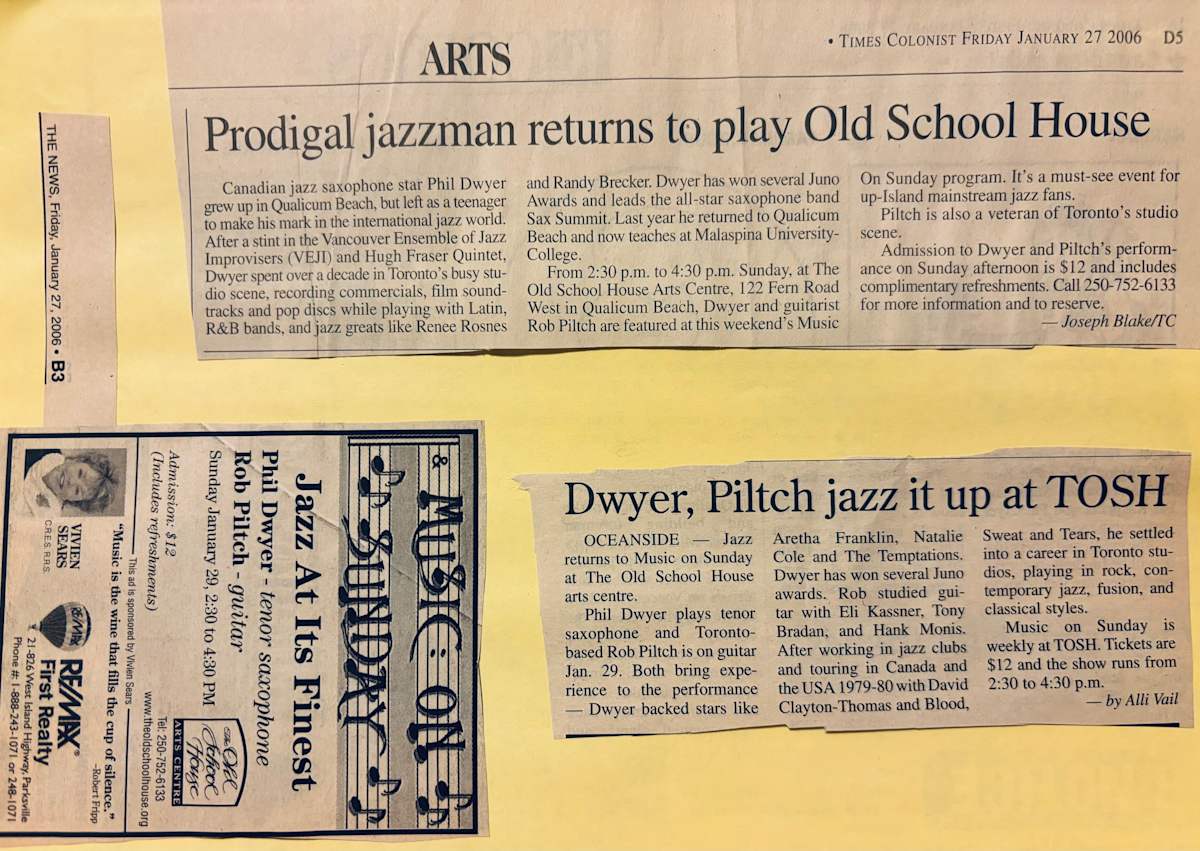 ARTS
• TIMES COLONIST FRIDAY JANUARY 27 2006 D5
Prodigal jazzman returns to play Old School House
Canadian jazz saxophone star Phil Dwyer
grew up in Qualicum Beach, but left as a teenager
to make his mark in the international jazz world.
After a stint in the Vancouver Ensemble of Jazz
Improvisers (VEJI) and Hugh Fraser Quintet,
Dwyer spent over a decade in Toronto's busy stu-
dio scene, recording commercials, film sound-
tracks and pop discs while playing with Latin,
R&B bands, and jazz greats like Renee Rosnes
and Randy Brecker. Dwyer has won several Juno
Awards and leads the all-star saxophone band
Sax Summit. Last year he returned to Qualicum
Beach and now teaches at Malaspina University-
College.
From 2:30 p.m. to 4:30 p.m. Sunday, at The
Old School House Arts Centre, 122 Fern Road
West in Qualicum Beach, Dwyer and guitarist
Rob Piltch are featured at this weekend's Music
On Sunday program. It's a must-see event for
up-Island mainstream jazz fans.
Piltch is also a veteran of Toronto's studio
scene.
Admission to Dwyer and Piltch's perform-
ance on Sunday afternoon is $12 and includes
complimentary refreshments. Call 250-752-6133
for more information and to reserve.
— Joseph Blake/TC
THE NEWS, Friday, January 27, 2006 • B3
MUSIC ON
& SUNDAY
Jazz At Its Finest
Phil Dwyer - tenor saxophone
Rob Piltch - guitar
Sunday January 29, 2:30 to 4:30 PM
Admission: $12
(Includes refreshments)
The Old
School
House
ARTS CENTRE
Tel: 250-752-6133
www.theoldschoolhouse.org
This ad is sponsored by Vivien Sears
"Music is the wine that fills the cup of silence."
-Robert Fripp
VIVIEN
SEARS
C.R.E.S. R.R.S.
RE/MAX
RE/MAX®
First Realty
21-826 West Island Highway, Parksville
Phone #: 1-888-243-1071 or 248-1071
Dwyer, Piltch jazz it up at TOSH
OCEANSIDE — Jazz
returns to Music on Sunday
at The Old School House
arts centre.
Phil Dwyer plays tenor
saxophone and Toronto-
based Rob Piltch is on guitar
Jan. 29. Both bring expe-
rience to the performance
— Dwyer backed stars like
Aretha Franklin, Natalie
Cole and The Temptations.
Dwyer has won several Juno
awards. Rob studied gui-
tar with Eli Kassner, Tony
Bradan, and Hank Monis.
After working in jazz clubs
and touring in Canada and
the USA 1979-80 with David
Clayton-Thomas and Blood,
Sweat and Tears, he settled
into a career in Toronto stu-
dios, playing in rock, con-
temporary jazz, fusion, and
classical styles.
Music on Sunday is
weekly at TOSH. Tickets are
$12 and the show runs from
2:30 to 4:30 p.m.
— by Alli Vail